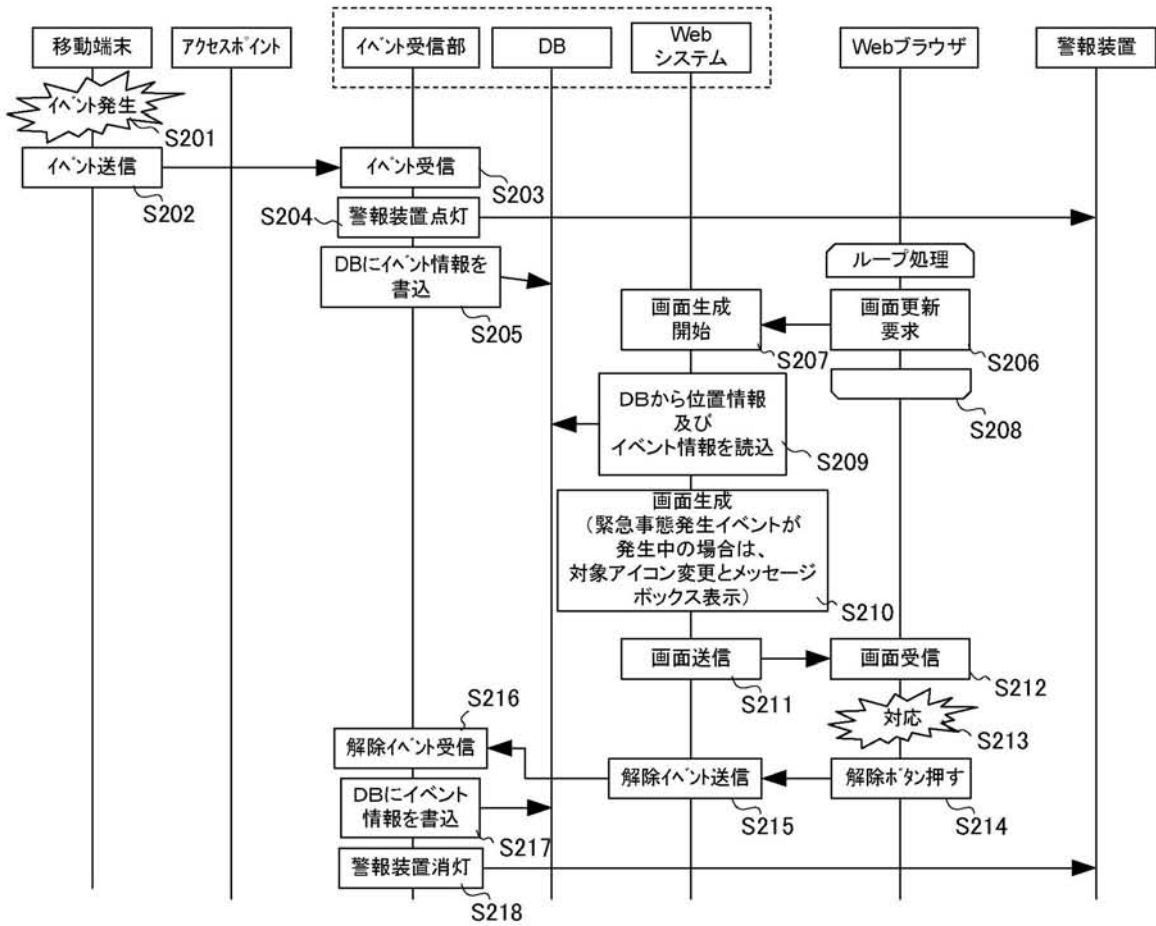 移動端末
アクセスポイント
イベント受信部
DB
Web
システム
Webブラウザ
警報装置
イベント発生
S201
イベント送信
S202
イベント受信
S203
S204
警報装置点灯
DBにイベント情報を
書込
S205
ループ処理
画面生成
開始
S207
画面更新
要求
S206
S208
DBから位置情報
及び
イベント情報を読込
S209
画面生成
（緊急事態発生イベントが
発生中の場合は、
対象アイコン変更とメッセージ
ボックス表示）
S210
画面送信
S211
画面受信
S212
対応
S213
S216
解除イベント受信
解除イベント送信
S215
解除ボタン押す
S214
DBにイベント
情報を書込
S217
警報装置消灯
S218